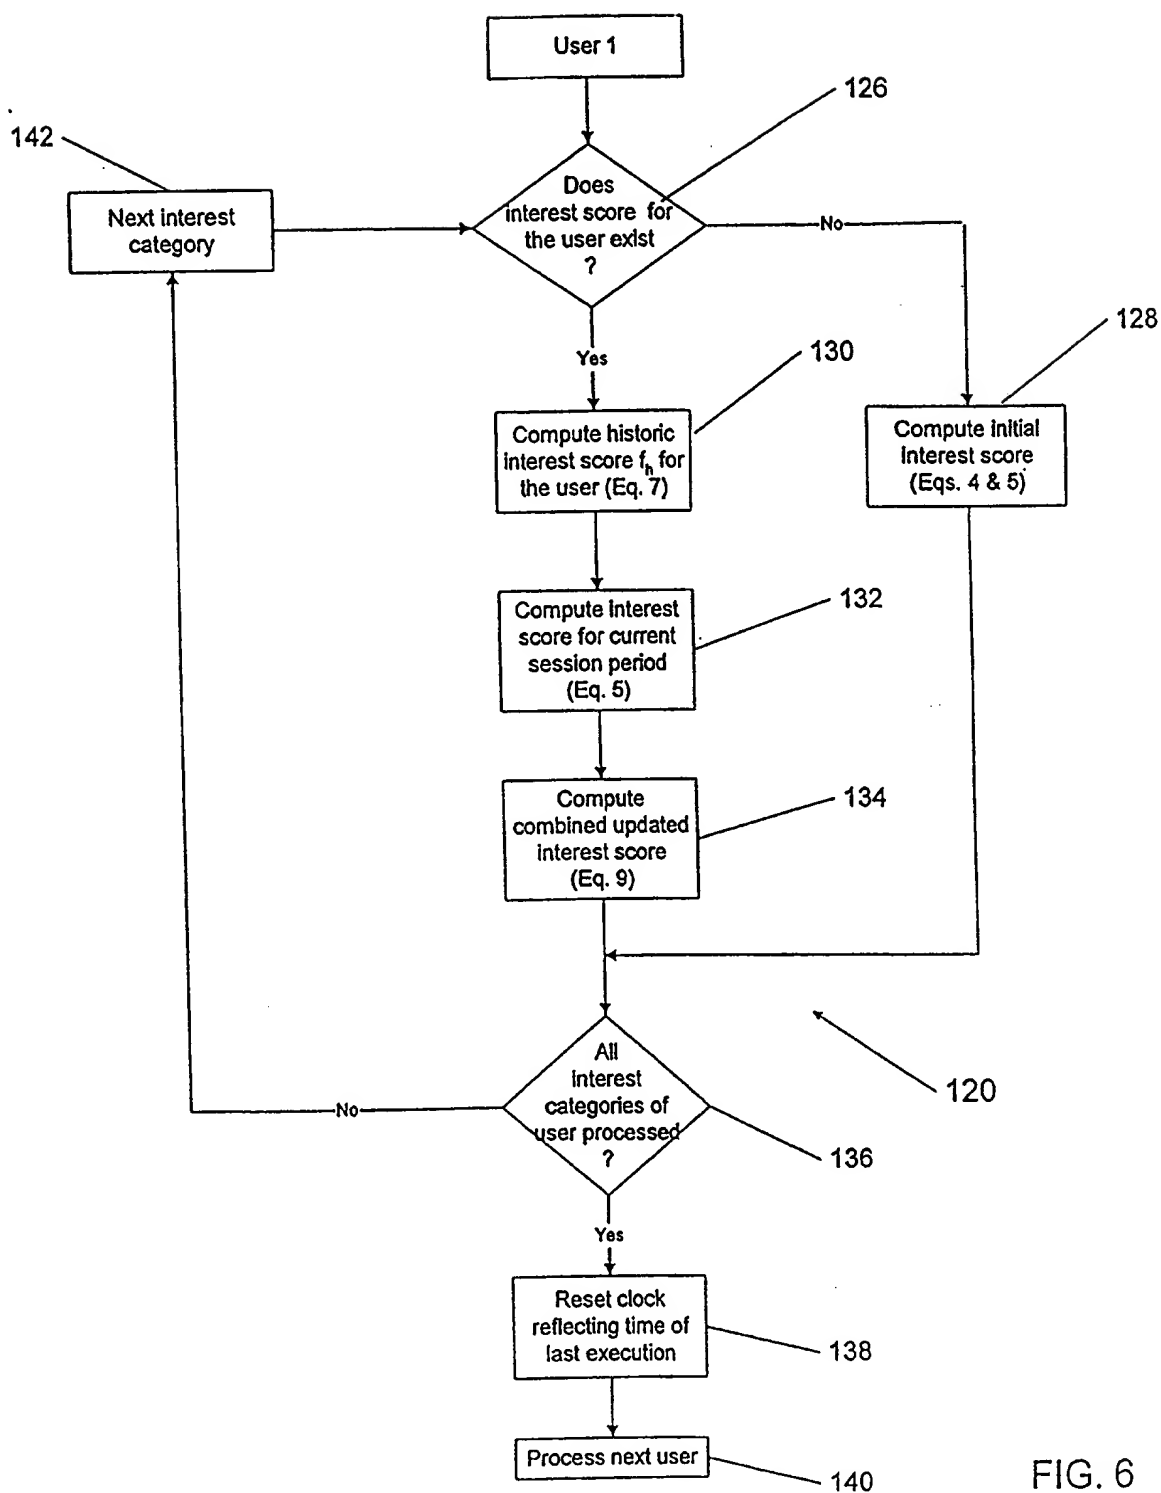 User 1
126
142
Does
interest score for
the user exist
?
Next interest
category
No
128
Yes
130
Compute historic
interest score fh for
the user (Eq. 7)
Compute initial
interest score
(Eqs. 4 & 5)
132
Compute interest
score for current
session period
(Eq. 5)
134
Compute
combined updated
interest score
(Eq. 9)
120
All
interest
categories of
user processed
?
No
136
Yes
Reset clock
reflecting time of
last execution
138
Process next user
140
FIG. 6